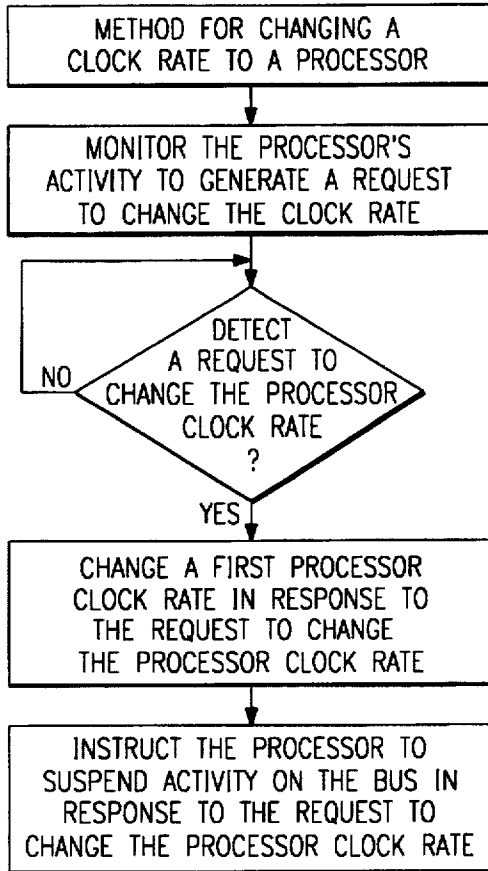 METHOD FOR CHANGING A
CLOCK RATE TO A PROCESSOR
MONITOR THE PROCESSOR'S
ACTIVITY TO GENERATE A REQUEST
TO CHANGE THE CLOCK RATE
DETECT
A REQUEST TO
CHANGE THE PROCESSOR
CLOCK RATE
?
NO
YES
CHANGE A FIRST PROCESSOR
CLOCK RATE IN RESPONSE TO
THE REQUEST TO CHANGE
THE PROCESSOR CLOCK RATE
INSTRUCT THE PROCESSOR TO
SUSPEND ACTIVITY ON THE BUS IN
RESPONSE TO THE REQUEST TO
CHANGE THE PROCESSOR CLOCK RATE